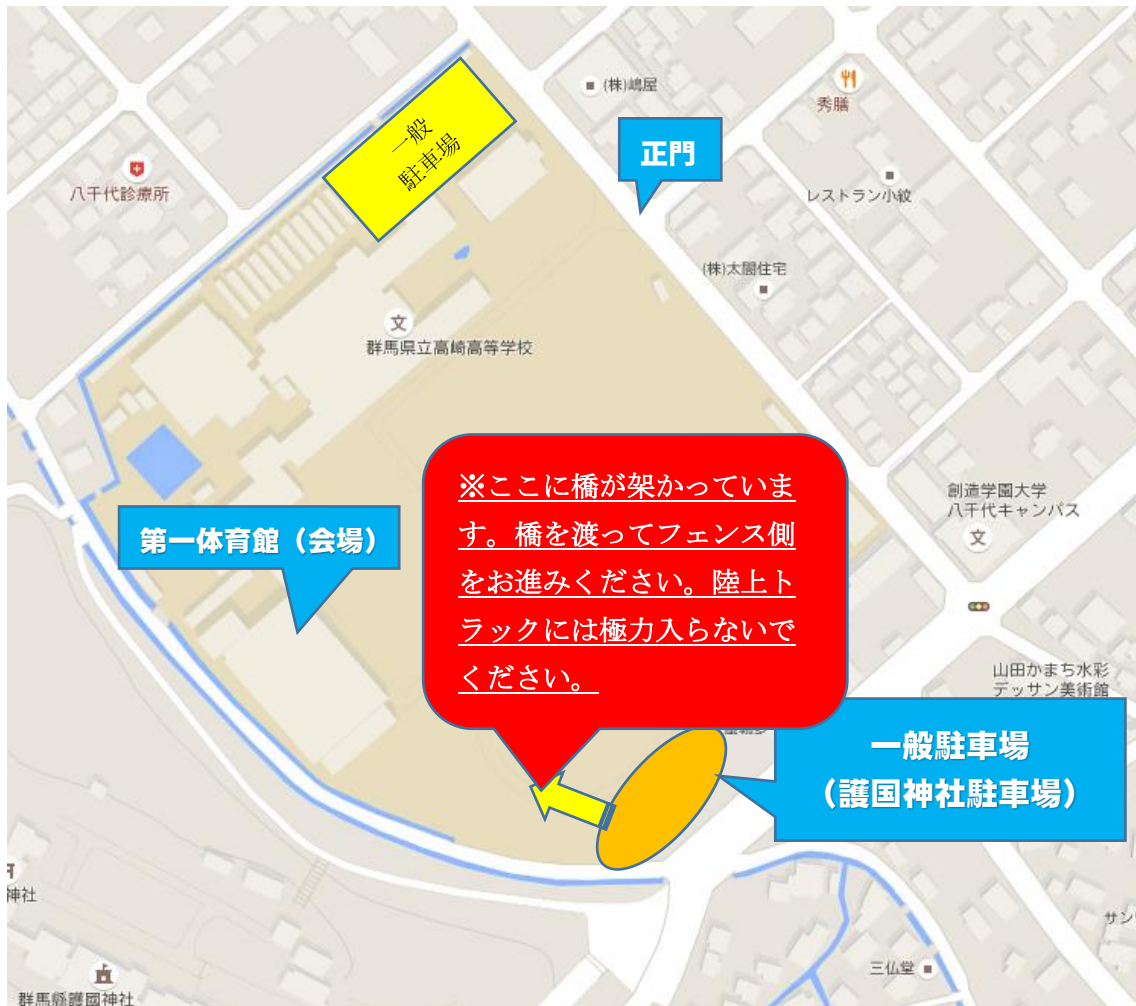 (株)嶋屋
秀膳
一般
駐車場
正門
八千代診療所
レストラン小紋
(株)太閤住宅
文
群馬県立高崎高等学校
※ここに橋が架かっていま
す。橋を渡ってフェンス側
をお進みください。陸上ト
ラックには極力入らないで
ください。
創造学園大学
八千代キャンパス
文
第一体育館（会場）
山田かまち水彩
デッサン美術館
一般駐車場
（護国神社駐車場）
神社
サン
三仏堂
群馬縣護國神社